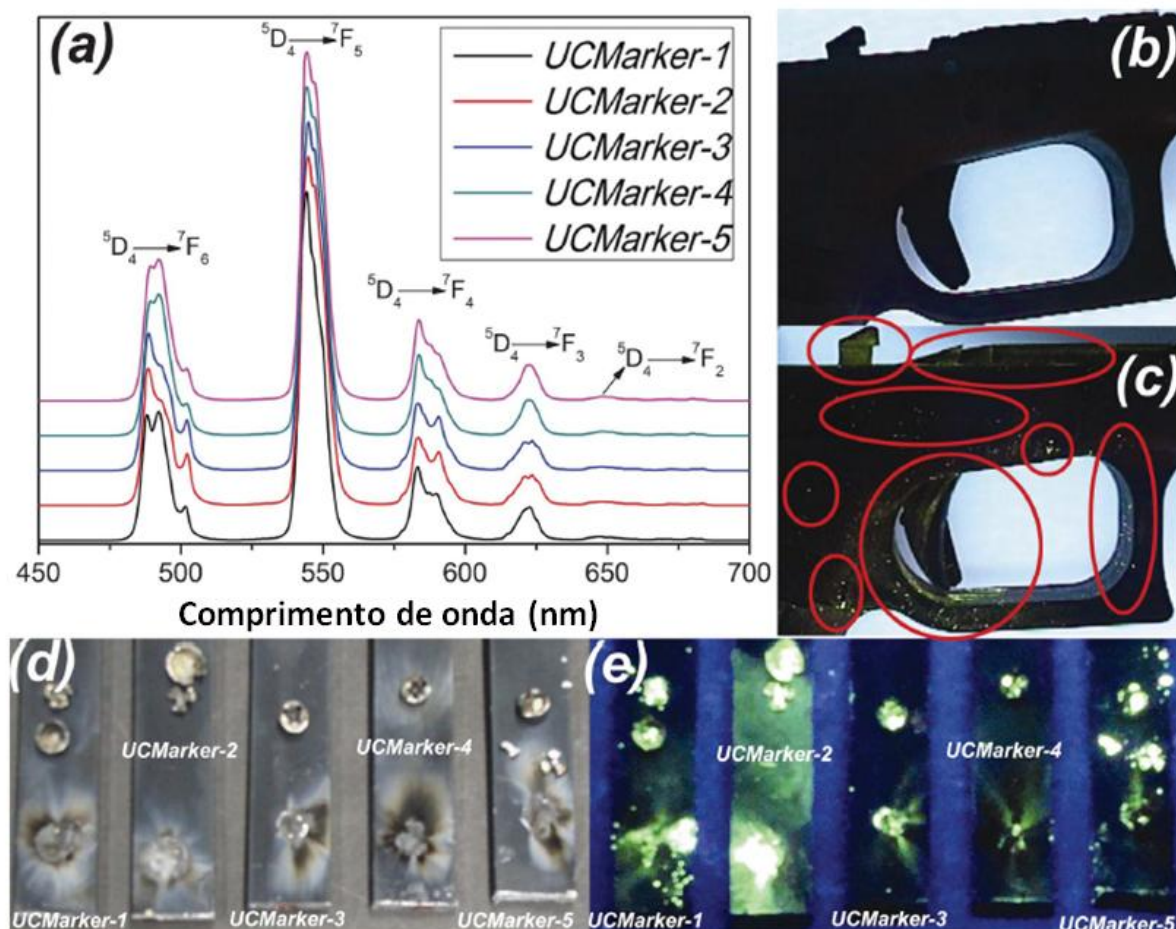 (a)
⁵D₄ ⟶ ⁷F₅
UCMarker-1
UCMarker-2
UCMarker-3
UCMarker-4
UCMarker-5
⁵D₄ ⟶ ⁷F₆
⁵D₄ ⟶ ⁷F₄
⁵D₄ ⟶ ⁷F₃
⁵D₄ ⟶ ⁷F₂
450 500 550 600 650 700
Comprimento de onda (nm)
(b)
(c)
(d)
UCMarker-2 UCMarker-4
UCMarker-1 UCMarker-3 UCMarker-5
(e)
UCMarker-2 UCMarker-4
UCMarker-1 UCMarker-3 UCMarker-5